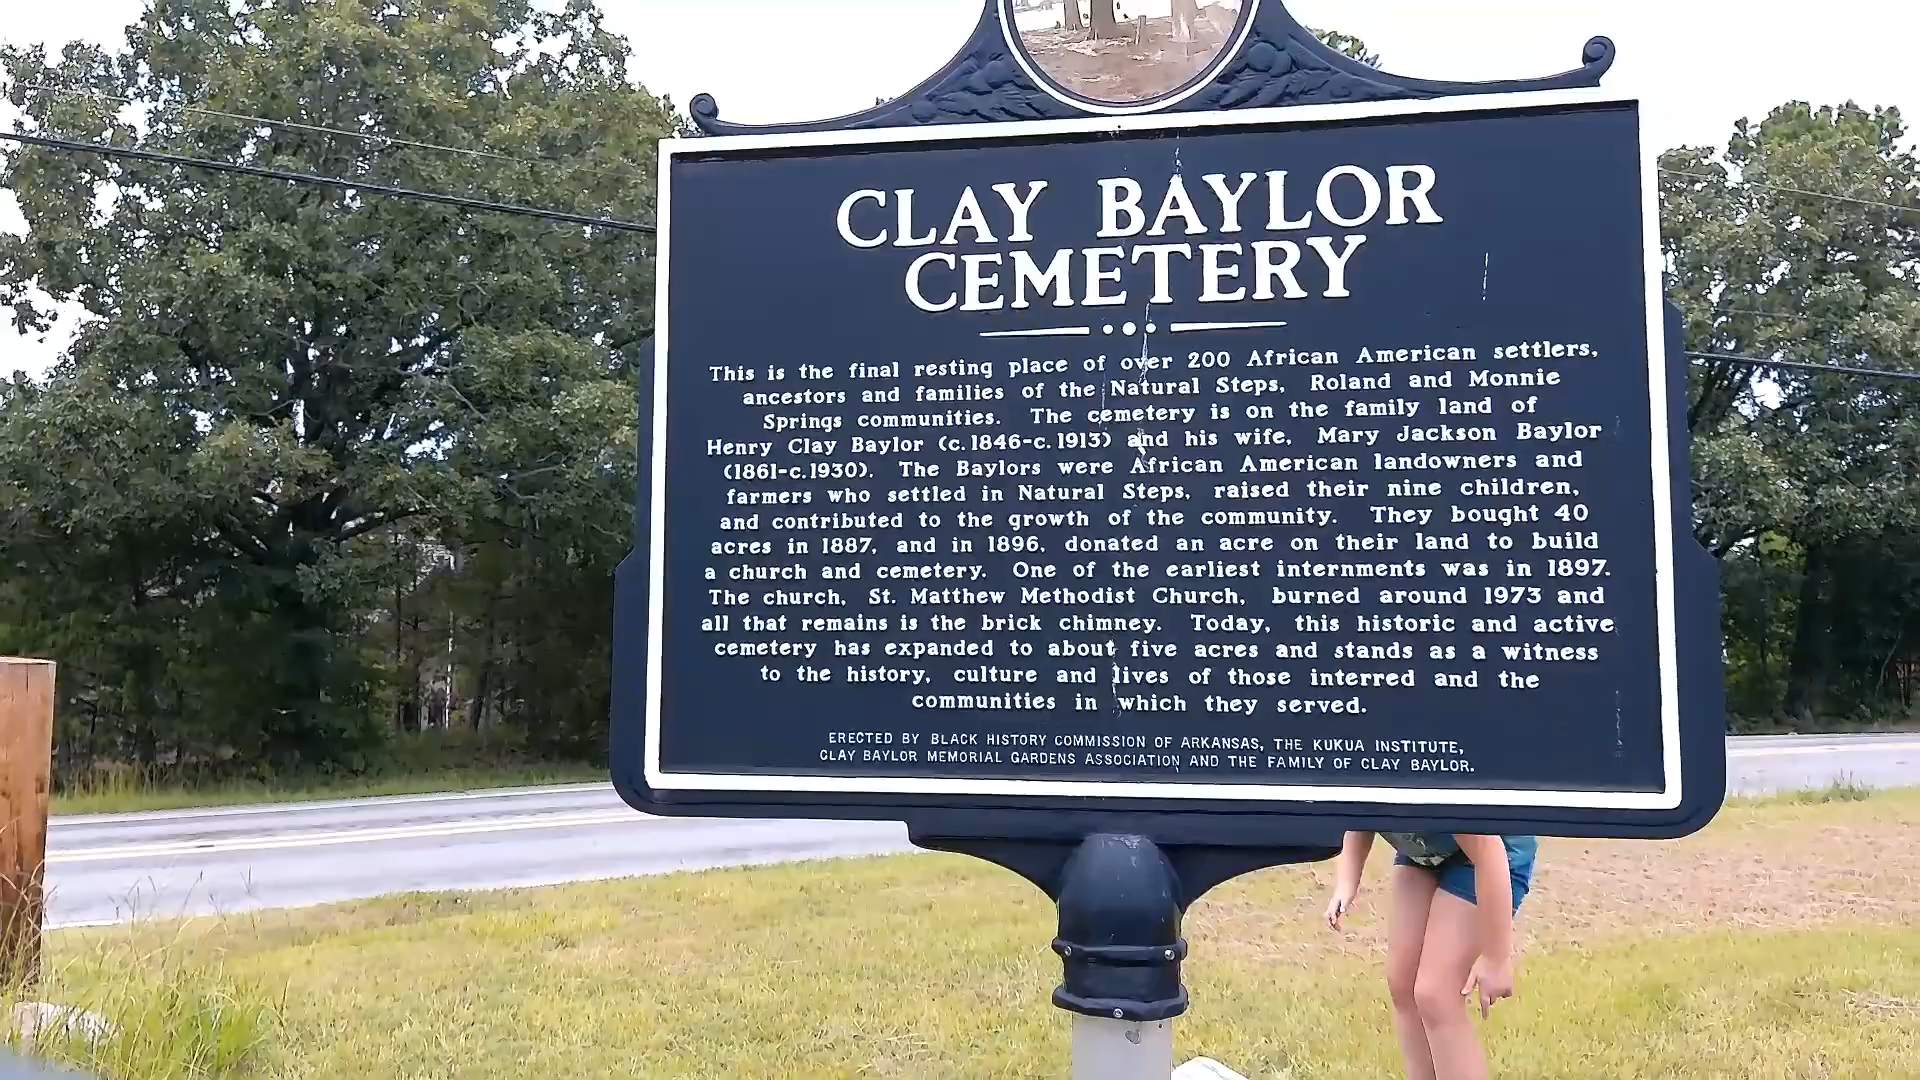 CLAY BAYLOR
CEMETERY
This is the final resting place of over 200 African American settlers,
ancestors and families of the Natural Steps, Roland and Monnie
Springs communities. The cemetery is on the family land of
Henry Clay Baylor (c.1846-c.1913) and his wife, Mary Jackson Baylor
(1861-c.1930). The Baylors were African American landowners and
farmers who settled in Natural Steps, raised their nine children,
and contributed to the growth of the community. They bought 40
acres in 1887, and in 1896, donated an acre on their land to build
a church and cemetery. One of the earliest internments was in 1897.
The church, St. Matthew Methodist Church, burned around 1973 and
all that remains is the brick chimney. Today, this historic and active
cemetery has expanded to about five acres and stands as a witness
to the history, culture and lives of those interred and the
communities in which they served.
ERECTED BY BLACK HISTORY COMMISSION OF ARKANSAS, THE KUKUA INSTITUTE,
CLAY BAYLOR MEMORIAL GARDENS ASSOCIATION AND THE FAMILY OF CLAY BAYLOR.